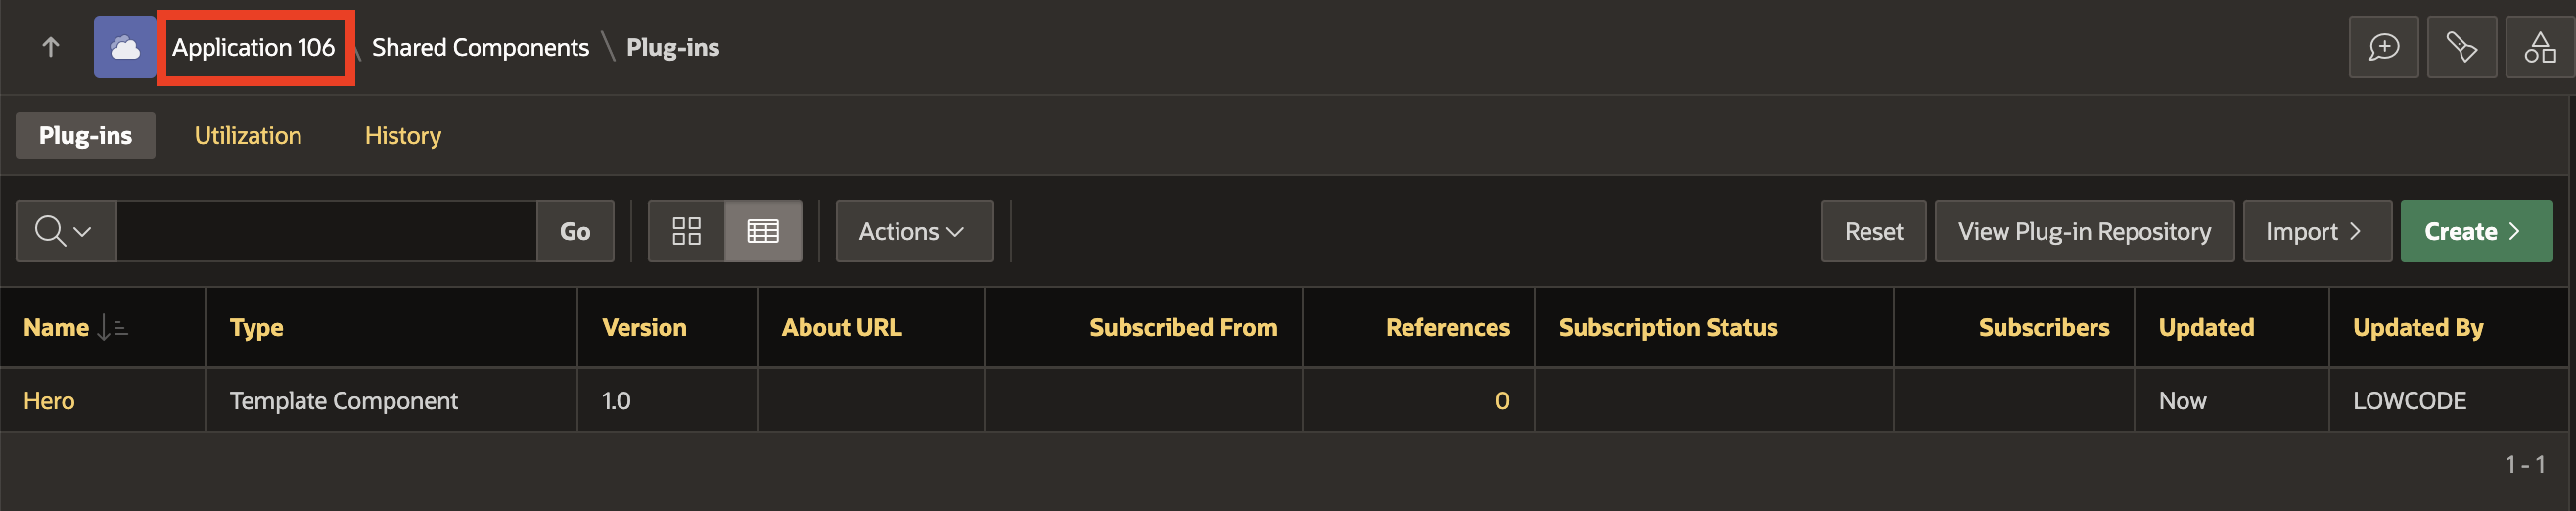 Application 106 \ Shared Components \ Plug-ins
Plug-ins Utilization History
Go Actions Reset View Plug-in Repository Import Create
Name Type Version About URL Subscribed From References Subscription Status Subscribers Updated Updated By
Hero Template Component 1.0 0 Now LOWCODE
1 - 1